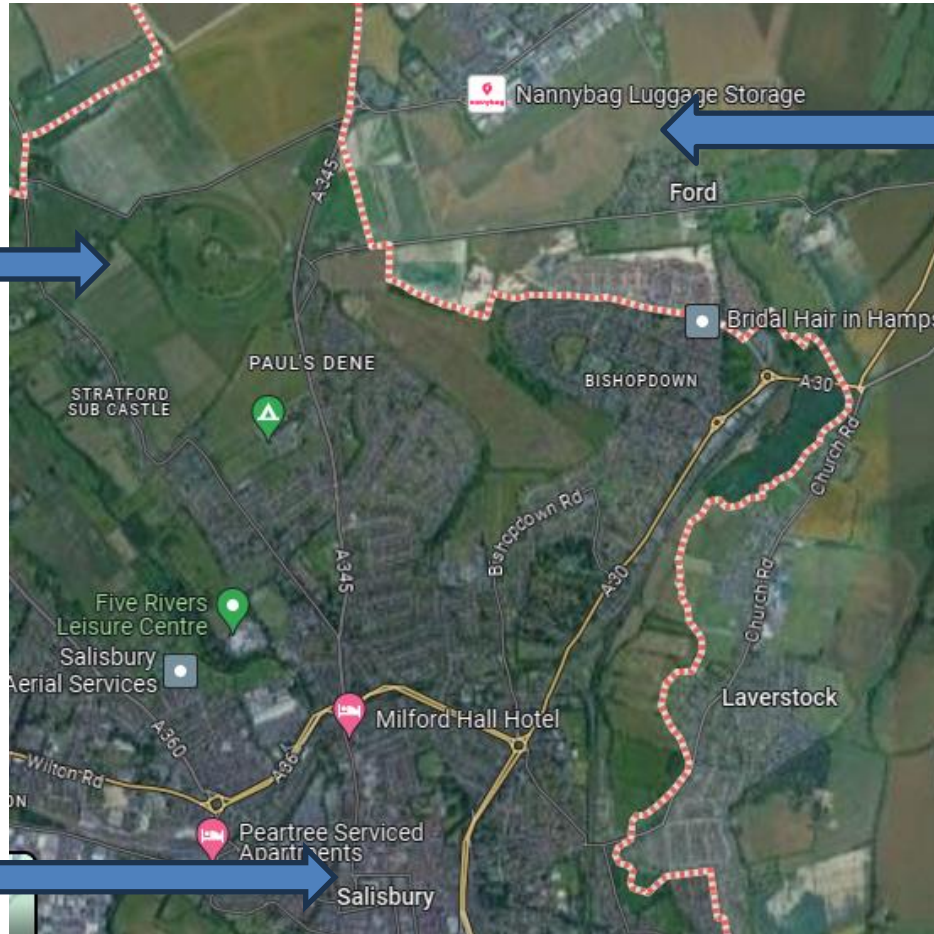 nannybag
Nannybag Luggage Storage
A345
Ford
Bridal Hair in Hamps
PAUL'S DENE
BISHOPDOWN
A30
STRATFORD
SUB CASTLE
Church Rd
Bishopdown Rd
A345
A30
Church Rd
Five Rivers
Leisure Centre
Salisbury
Aerial Services
Laverstock
Milford Hall Hotel
A360
A36
Wilton Rd
ON
Peartree Serviced
Apartments
Salisbury